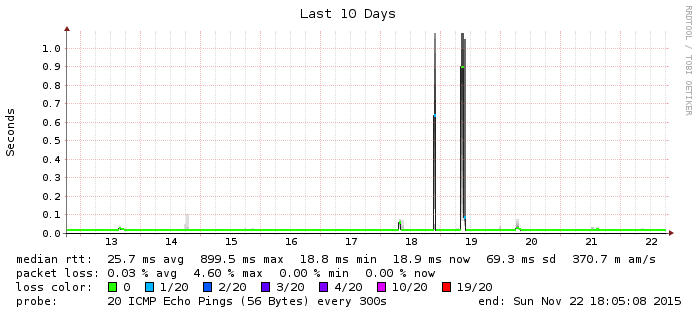 Last 10 Days
RRDTOOL / TOBI OETIKER
Seconds
1.0
0.9
0.8
0.7
0.6
0.5
0.4
0.3
0.2
0.1
0.0
13 14 15 16 17 18 19 20 21 22
median rtt: 25.7 ms avg 899.5 ms max 18.8 ms min 18.9 ms now 69.3 ms sd 370.7 m am/s
packet loss: 0.03 % avg 4.60 % max 0.00 % min 0.00 % now
loss color: 0 1/20 2/20 3/20 4/20 10/20 19/20
probe: 20 ICMP Echo Pings (56 Bytes) every 300s end: Sun Nov 22 18:05:08 2015